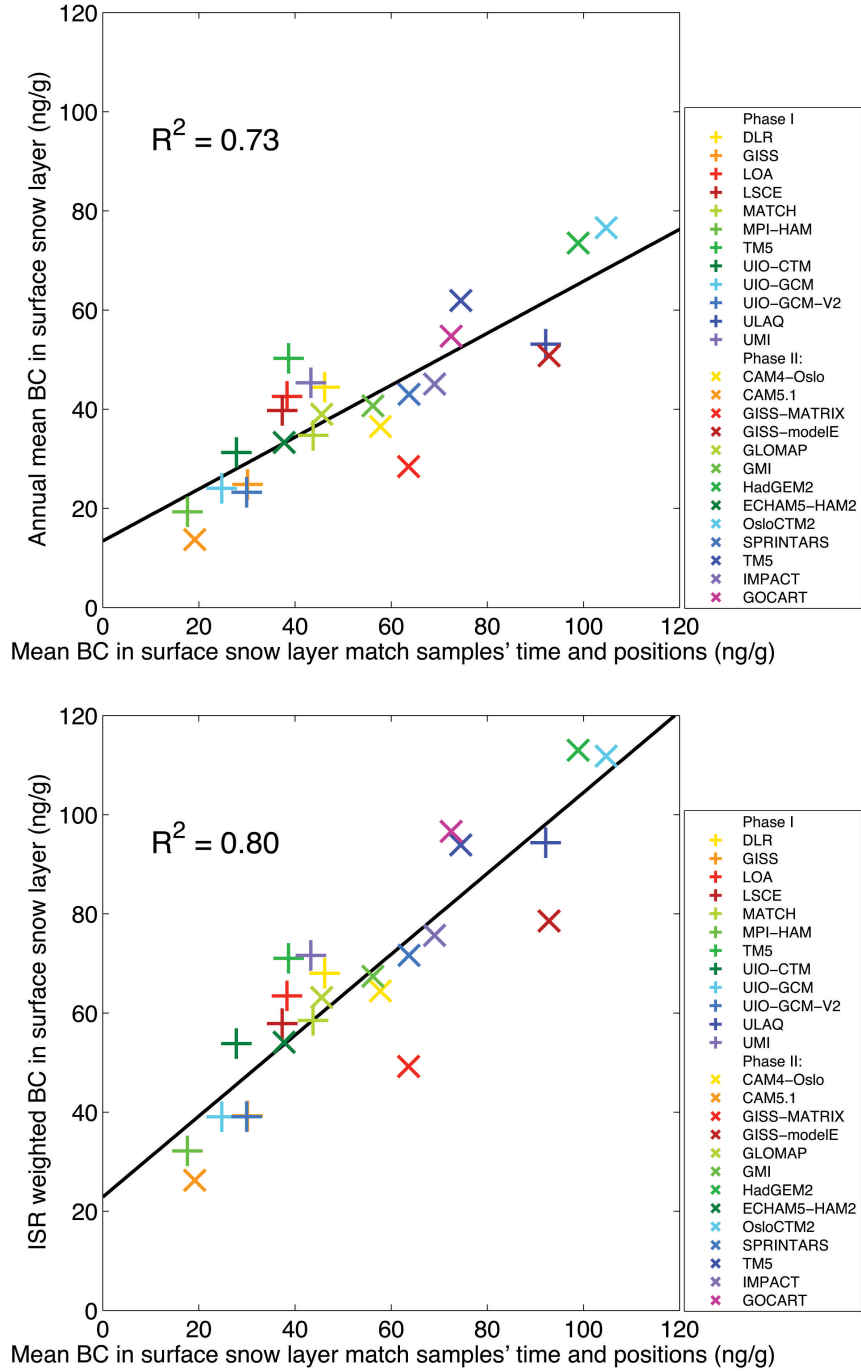 120
100
80
60
40
20
0
Annual mean BC in surface snow layer (ng/g)
R² = 0.73
0 20 40 60 80 100 120
Mean BC in surface snow layer match samples' time and positions (ng/g)
Phase I
DLR
GISS
LOA
LSCE
MATCH
MPI−HAM
TM5
UIO−CTM
UIO−GCM
UIO−GCM−V2
ULAQ
UMI
Phase II:
CAM4−Oslo
CAM5.1
GISS−MATRIX
GISS−modelE
GLOMAP
GMI
HadGEM2
ECHAM5−HAM2
OsloCTM2
SPRINTARS
TM5
IMPACT
GOCART
120
100
80
60
40
20
0
ISR weighted BC in surface snow layer (ng/g)
R² = 0.80
0 20 40 60 80 100 120
Mean BC in surface snow layer match samples' time and positions (ng/g)
Phase I
DLR
GISS
LOA
LSCE
MATCH
MPI−HAM
TM5
UIO−CTM
UIO−GCM
UIO−GCM−V2
ULAQ
UMI
Phase II:
CAM4−Oslo
CAM5.1
GISS−MATRIX
GISS−modelE
GLOMAP
GMI
HadGEM2
ECHAM5−HAM2
OsloCTM2
SPRINTARS
TM5
IMPACT
GOCART